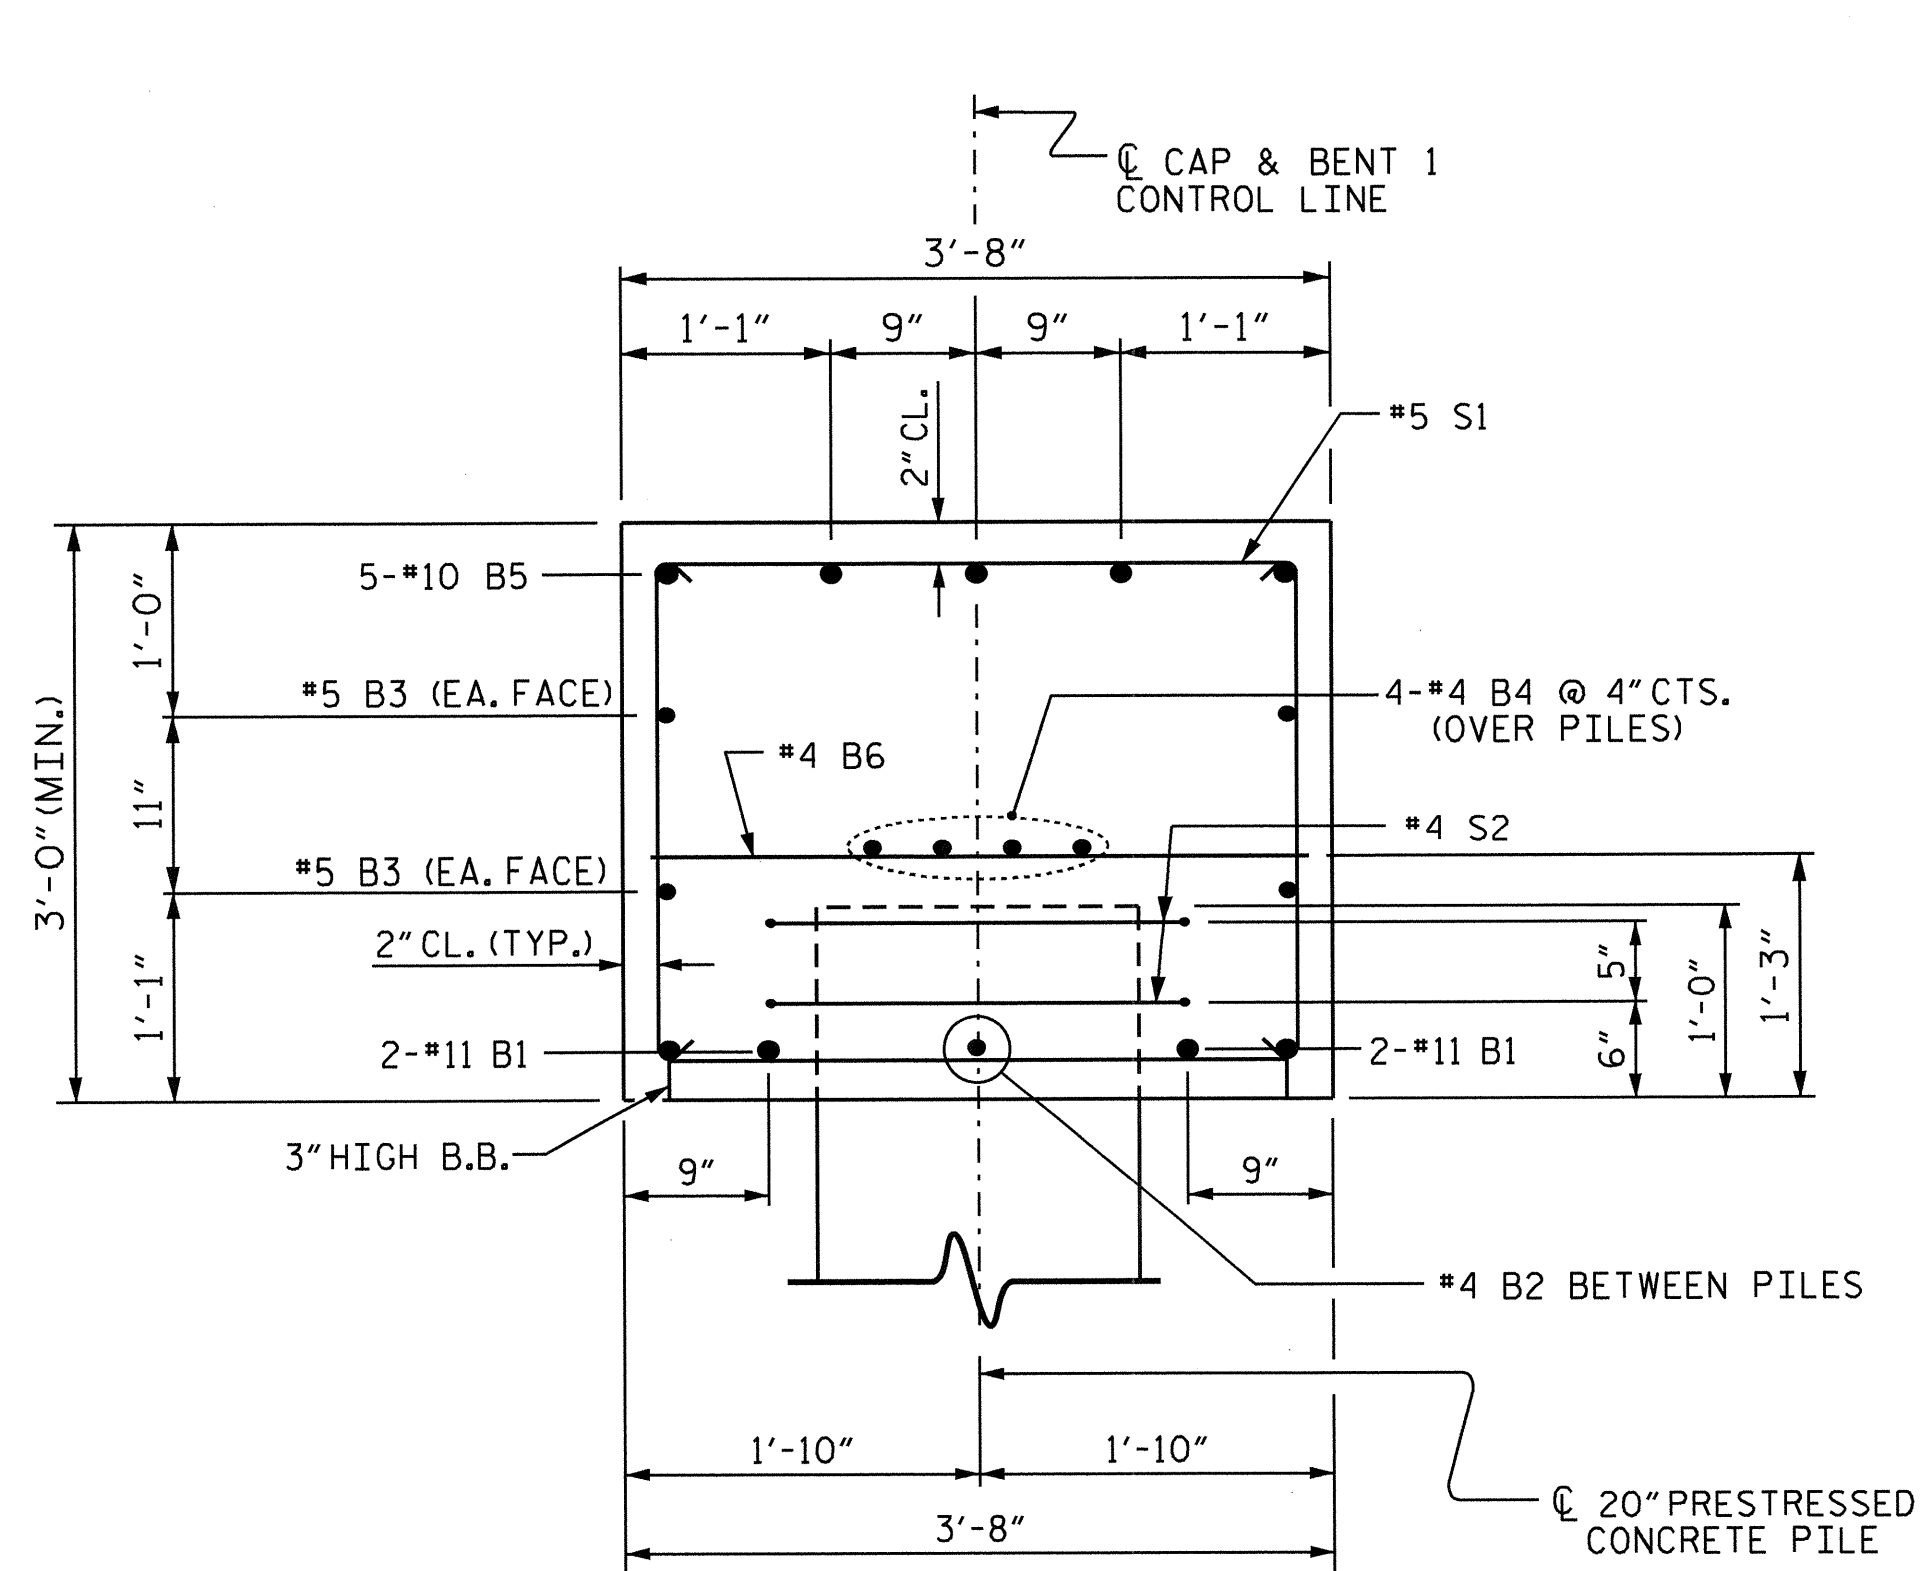 ℄ CAP & BENT 1
CONTROL LINE
3'-8"
1'-1"
9"
9"
1'-1"
2" CL.
#5 S1
5-#10 B5
1'-0"
#5 B3 (EA. FACE)
4-#4 B4 @ 4" CTS.
(OVER PILES)
#4 B6
3'-0" (MIN.)
11"
#4 S2
#5 B3 (EA. FACE)
2" CL. (TYP.)
1'-1"
5"
1'-0"
1'-3"
6"
2-#11 B1
2-#11 B1
3" HIGH B.B.
9"
9"
#4 B2 BETWEEN PILES
1'-10"
1'-10"
℄ 20" PRESTRESSED
CONCRETE PILE
3'-8"